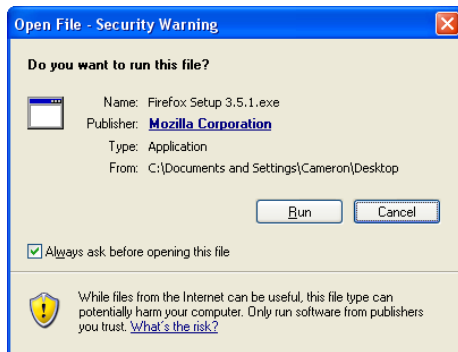 Open File - Security Warning
Do you want to run this file?
Name: Firefox Setup 3.5.1.exe
Publisher: Mozilla Corporation
Type: Application
From: C:\Documents and Settings\Cameron\Desktop
Run Cancel
Always ask before opening this file
While files from the Internet can be useful, this file type can
potentially harm your computer. Only run software from publishers
you trust. What's the risk?